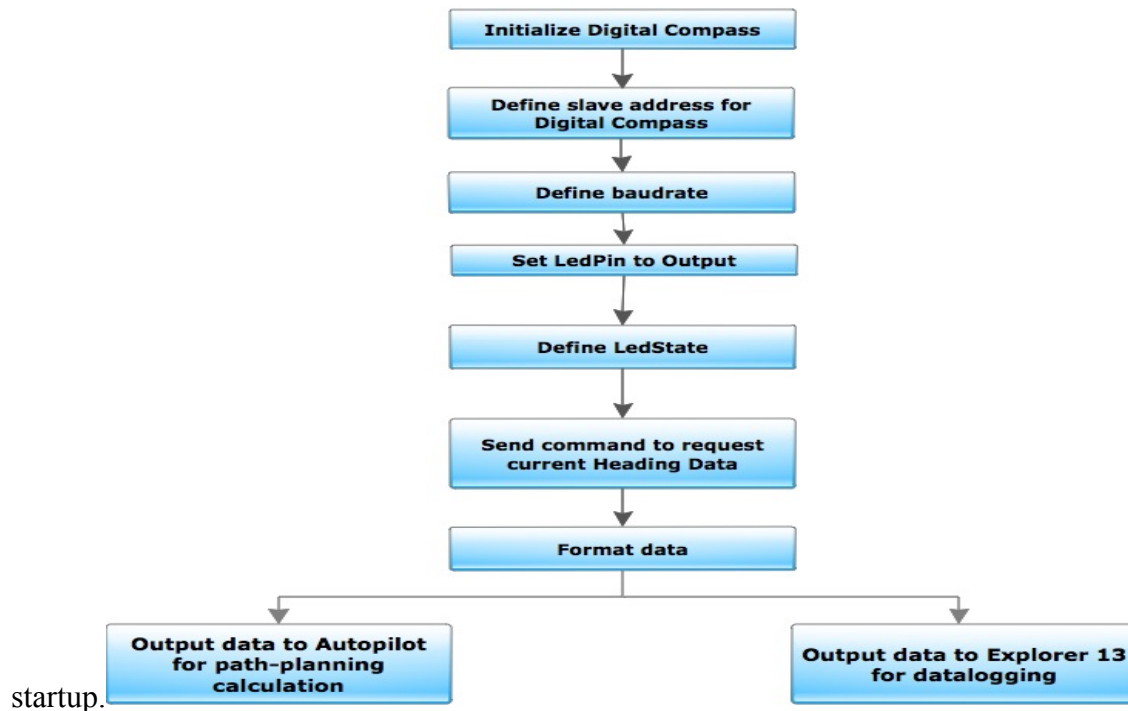 Initialize Digital Compass
Define slave address for
Digital Compass
Define baudrate
Set LedPin to Output
Define LedState
Send command to request
current Heading Data
Format data
Output data to Autopilot
for path-planning
calculation
Output data to Explorer 13
for datalogging
startup.